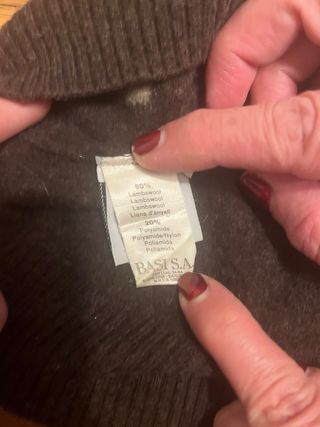 80%
Lambswool
Lambswool
Lambswool
Llana d'anyell
20%
Polyamide
Polyamide/Nylon
Poliamida
Poliamida
BASI S.A.